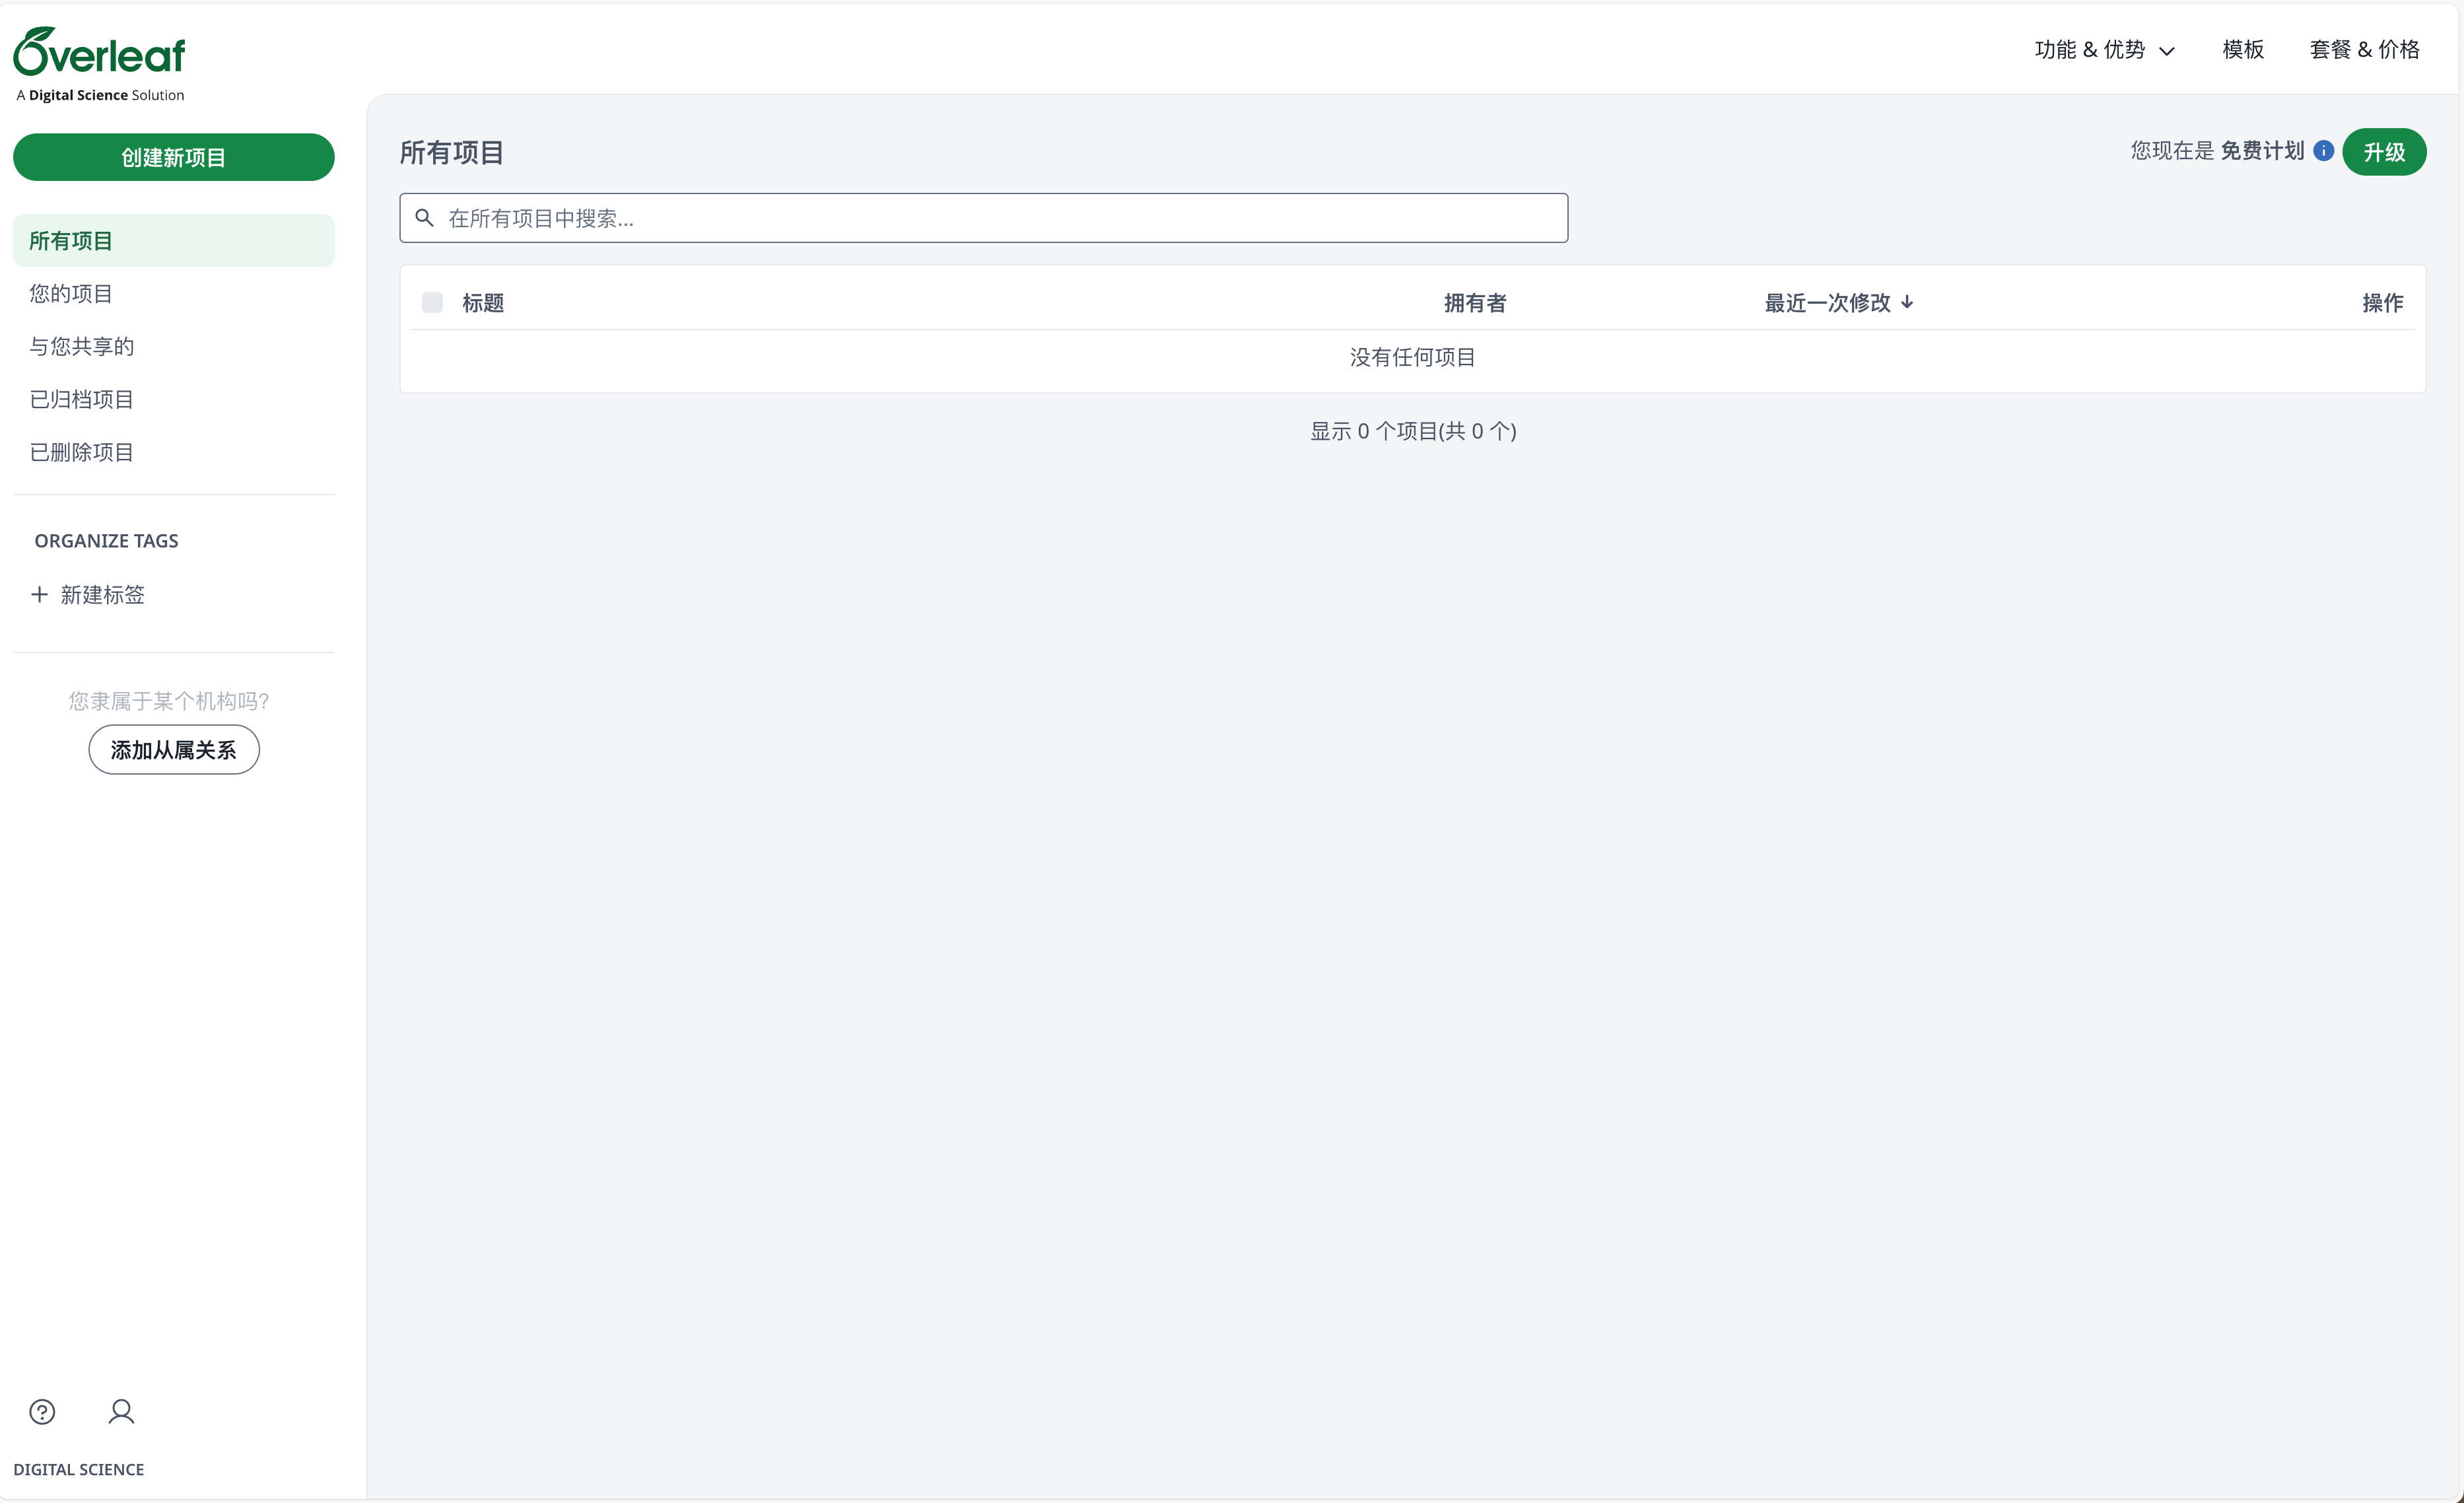 Overleaf
A Digital Science Solution
功能 & 优势
模板
套餐 & 价格
创建新项目
所有项目
您的项目
与您共享的
已归档项目
已删除项目
ORGANIZE TAGS
新建标签
您隶属于某个机构吗?
添加从属关系
DIGITAL SCIENCE
所有项目
您现在是 免费计划
升级
在所有项目中搜索...
标题 拥有者 最近一次修改 操作
没有任何项目
显示 0 个项目(共 0 个)